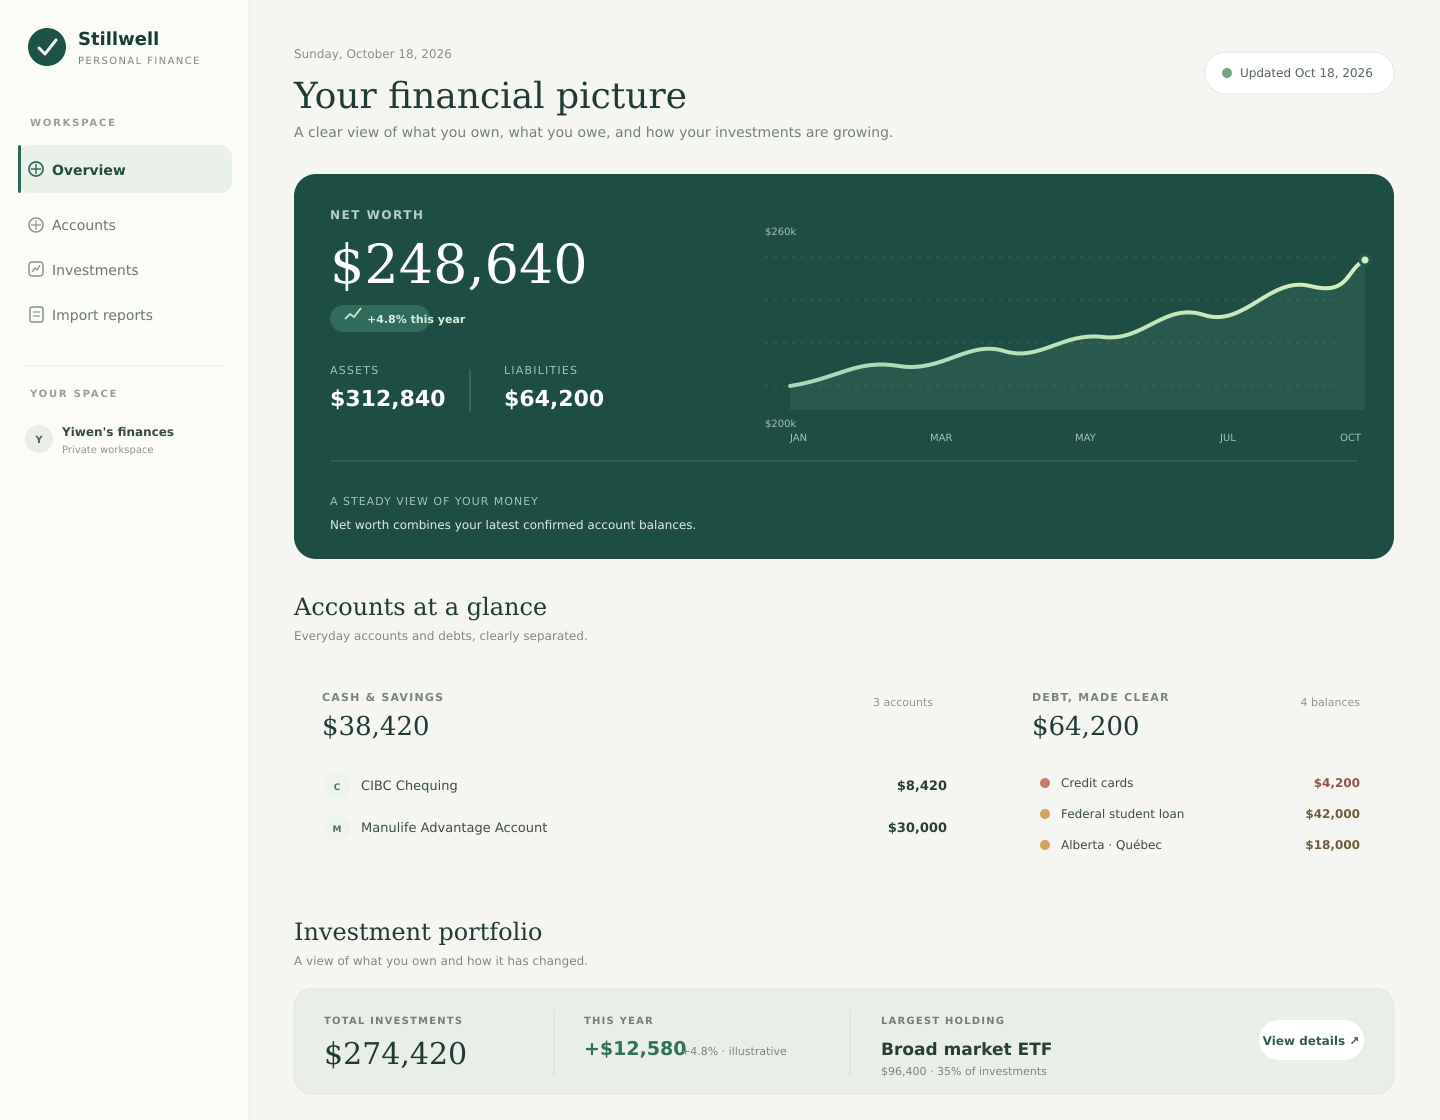 Stillwell
PERSONAL FINANCE
WORKSPACE
Overview
Accounts
Investments
Import reports
YOUR SPACE
Y
Yiwen's finances
Private workspace
Sunday, October 18, 2026
Your financial picture
A clear view of what you own, what you owe, and how your investments are growing.
Updated Oct 18, 2026
NET WORTH
$248,640
+4.8% this year
ASSETS
$312,840
LIABILITIES
$64,200
$260k
$200k
JAN MAR MAY JUL OCT
A STEADY VIEW OF YOUR MONEY
Net worth combines your latest confirmed account balances.
Accounts at a glance
Everyday accounts and debts, clearly separated.
CASH & SAVINGS
$38,420
3 accounts
C CIBC Chequing $8,420
M Manulife Advantage Account $30,000
DEBT, MADE CLEAR
$64,200
4 balances
Credit cards $4,200
Federal student loan $42,000
Alberta · Québec $18,000
Investment portfolio
A view of what you own and how it has changed.
TOTAL INVESTMENTS
$274,420
THIS YEAR
+$12,580 +4.8% · illustrative
LARGEST HOLDING
Broad market ETF
$96,400 · 35% of investments
View details ↗